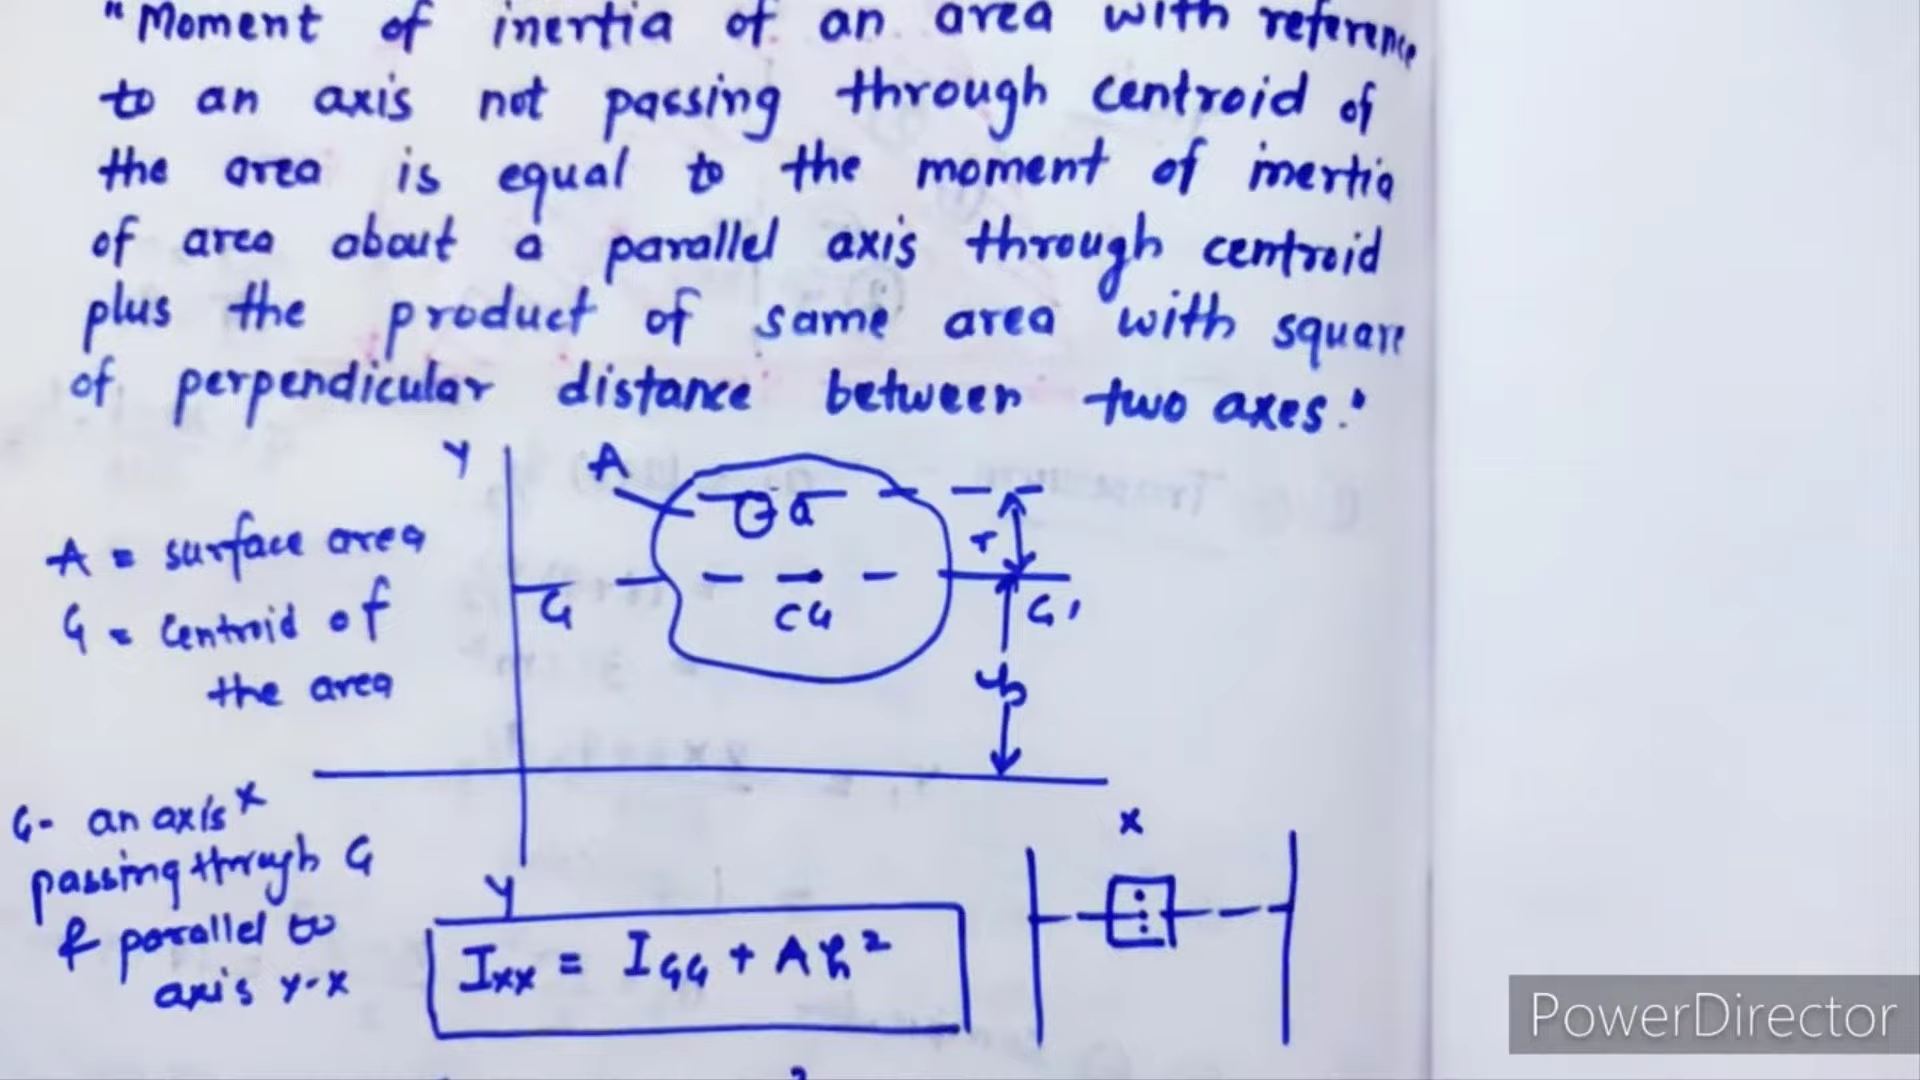 "Moment of inertia of an area with reference
to an axis not passing through centroid of
the area is equal to the moment of inertia
of area about a parallel axis through centroid
plus the product of same area with square
of perpendicular distance between two axes."
Y
A
a
A = surface area
r
G
CG
G'
G = Centroid of
the area
h
G- an axis
x
x
passing through G
& parallel to
axis y-x
Y
Ixx = IGG + Ah²
PowerDirector